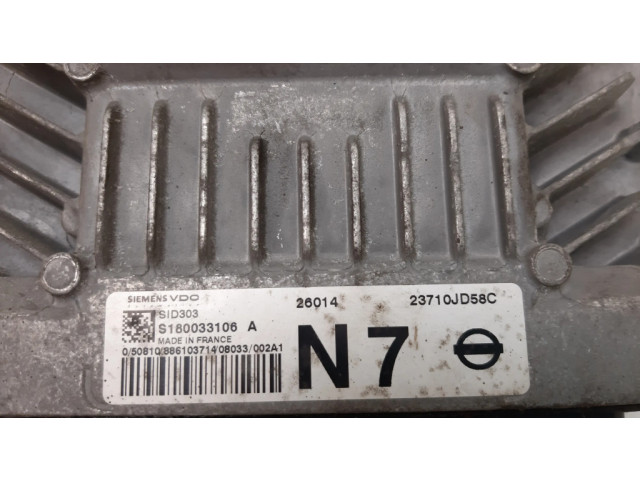 SIEMENS VDO
SID303
S180033106 A
MADE IN FRANCE
0/50810/886103714/08033/002A1
26014 23710JD58C
N7